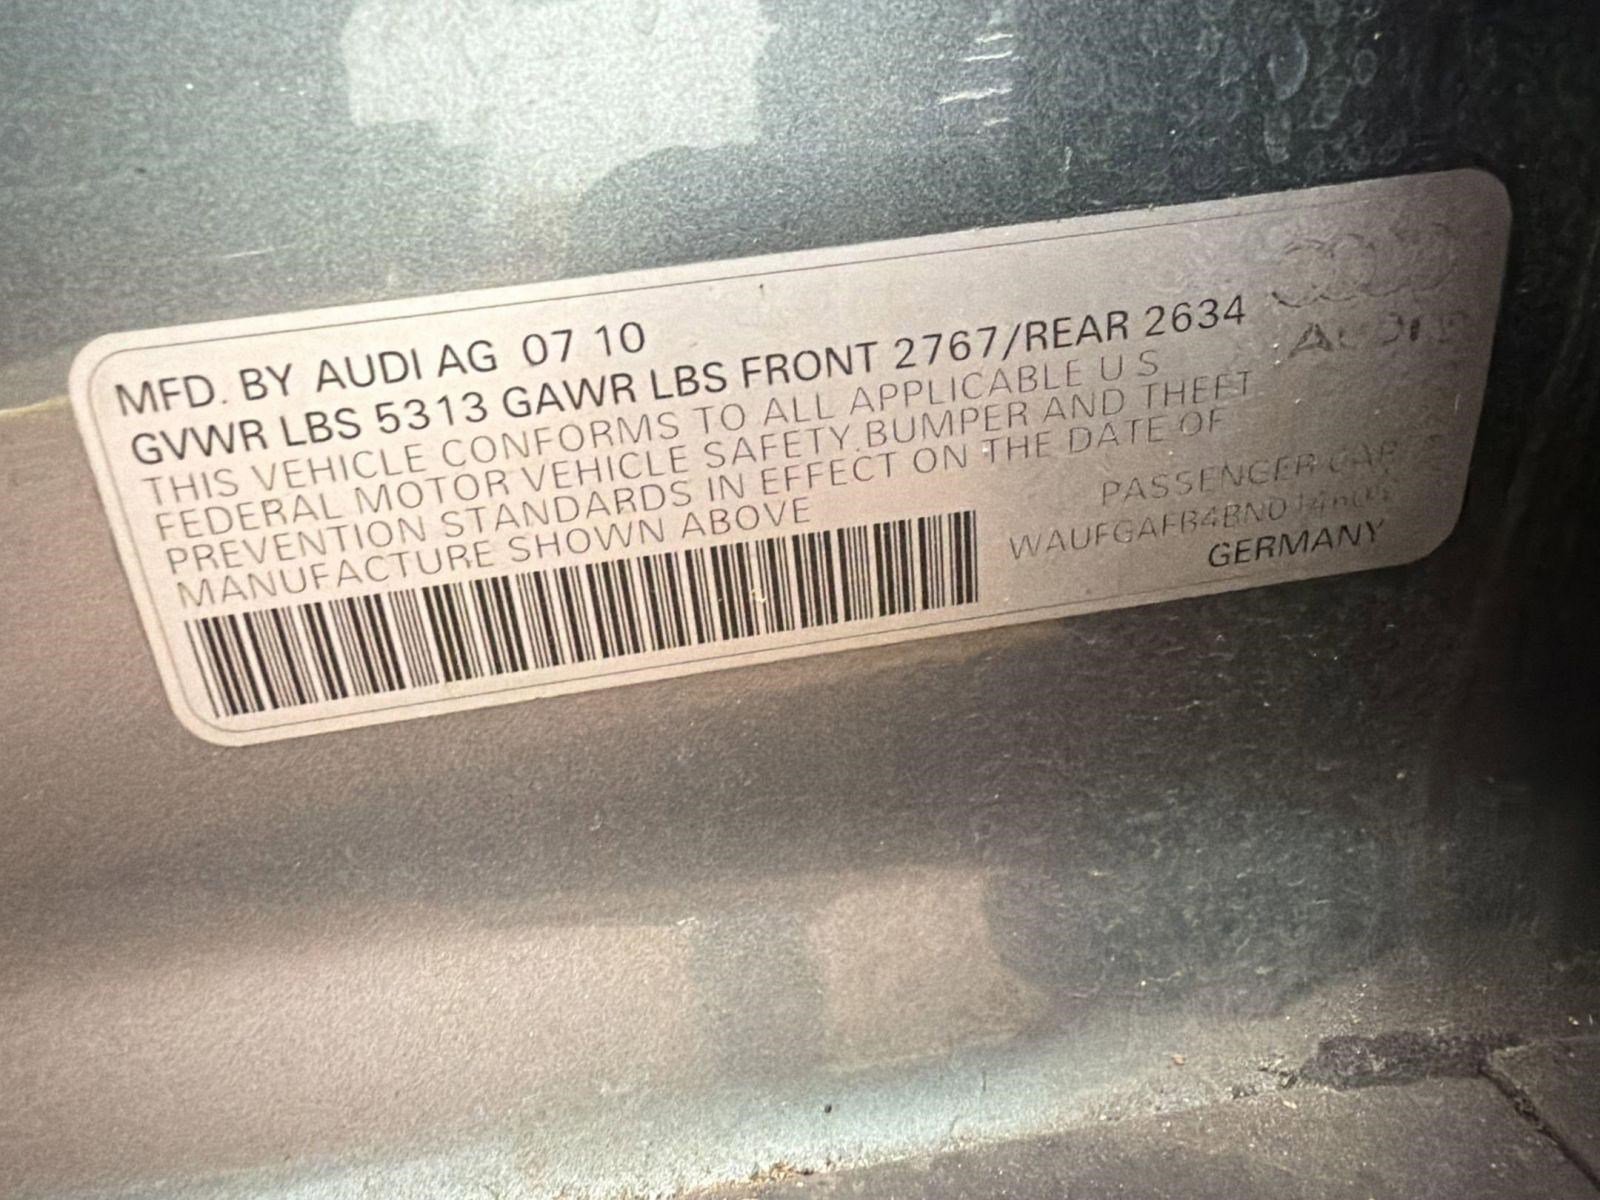 MFD. BY AUDI AG 07 10
GVWR LBS 5313 GAWR LBS FRONT 2767/REAR 2634
THIS VEHICLE CONFORMS TO ALL APPLICABLE U S
FEDERAL MOTOR VEHICLE SAFETY.BUMPER AND THEFT
PREVENTION STANDARDS IN EFFECT ON THE DATE OF
MANUFACTURE SHOWN ABOVE
PASSENGER CAR
GERMANY